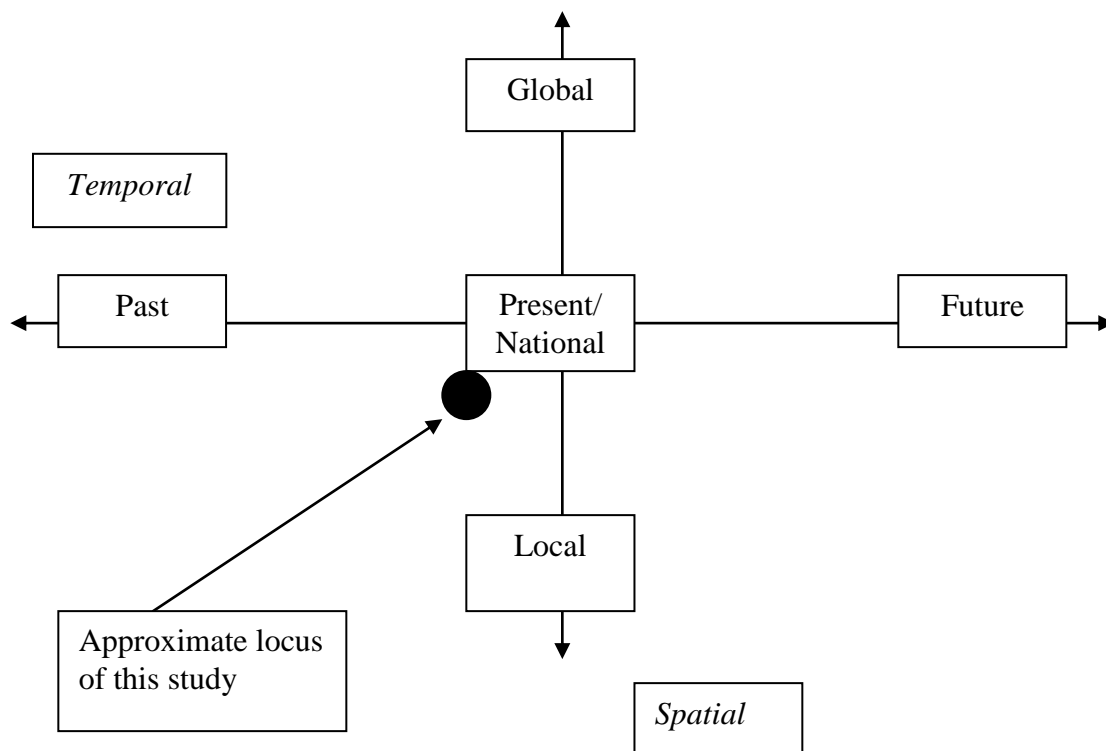 Global
Temporal
Past
Present/
National
Future
Local
Approximate locus
of this study
Spatial